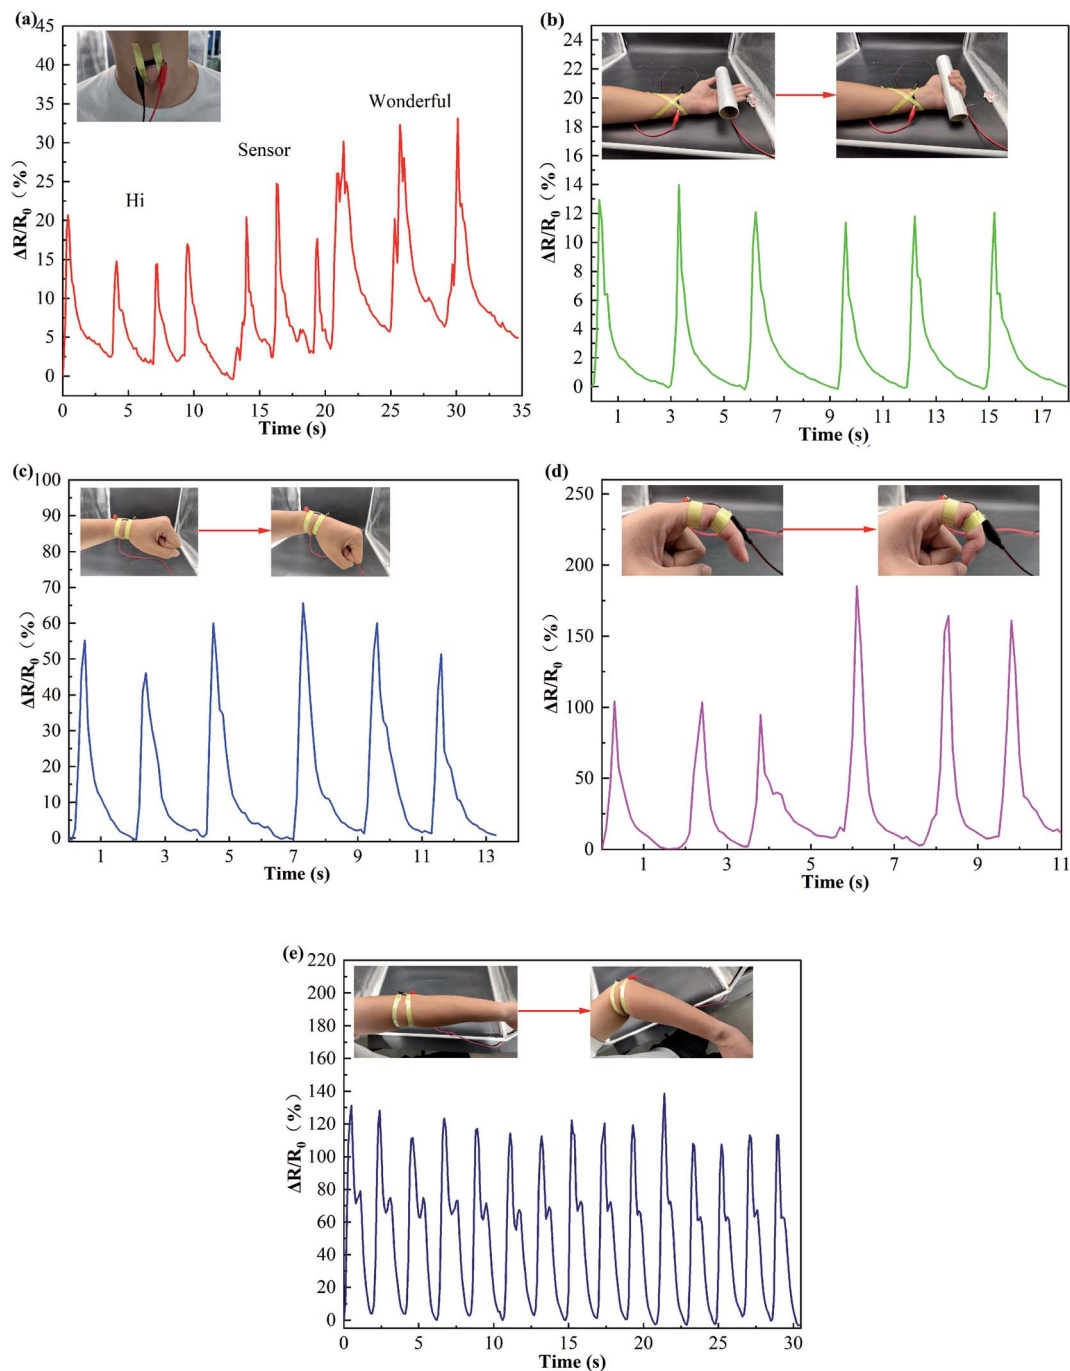 (a)
45
40
35
30
25
20
15
10
5
0
ΔR/R₀（%）
Hi
Sensor
Wonderful
0 5 10 15 20 25 30 35
Time (s)
(b)
24
22
20
18
16
14
12
10
8
6
4
2
0
ΔR/R₀（%）
1 3 6 7 9 11 13 15 17
Time (s)
(c)
100
90
80
70
60
50
40
30
20
10
0
ΔR/R₀（%）
1 3 5 7 9 11 13
Time (s)
(d)
250
200
150
100
50
0
ΔR/R₀（%）
1 3 5 7 9 11
Time (s)
(e)
220
200
180
160
140
120
100
80
60
40
20
0
ΔR/R₀（%）
0 5 10 15 20 25 30
Time (s)